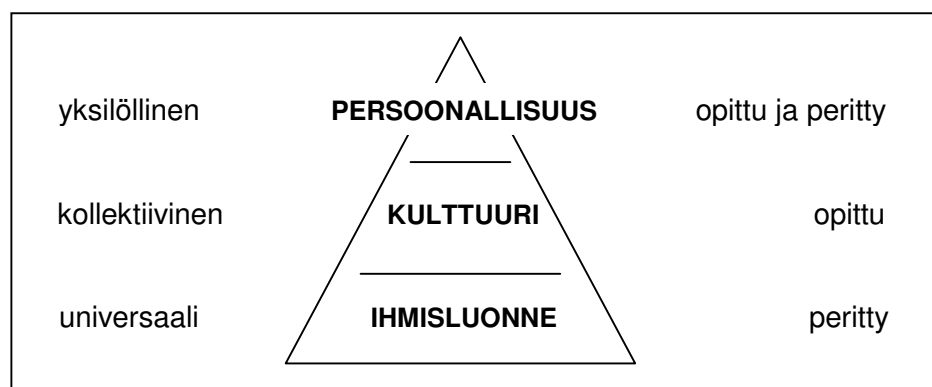 yksilöllinen PERSOONALLISUUS opittu ja peritty
kollektiivinen KULTTUURI opittu
universaali IHMISLUONNE peritty